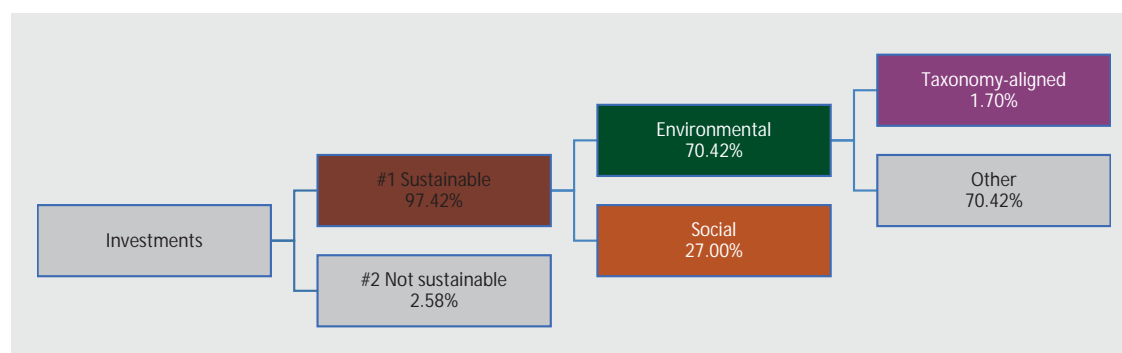 Investments
#1 Sustainable
97.42%
#2 Not sustainable
2.58%
Environmental
70.42%
Social
27.00%
Taxonomy-aligned
1.70%
Other
70.42%